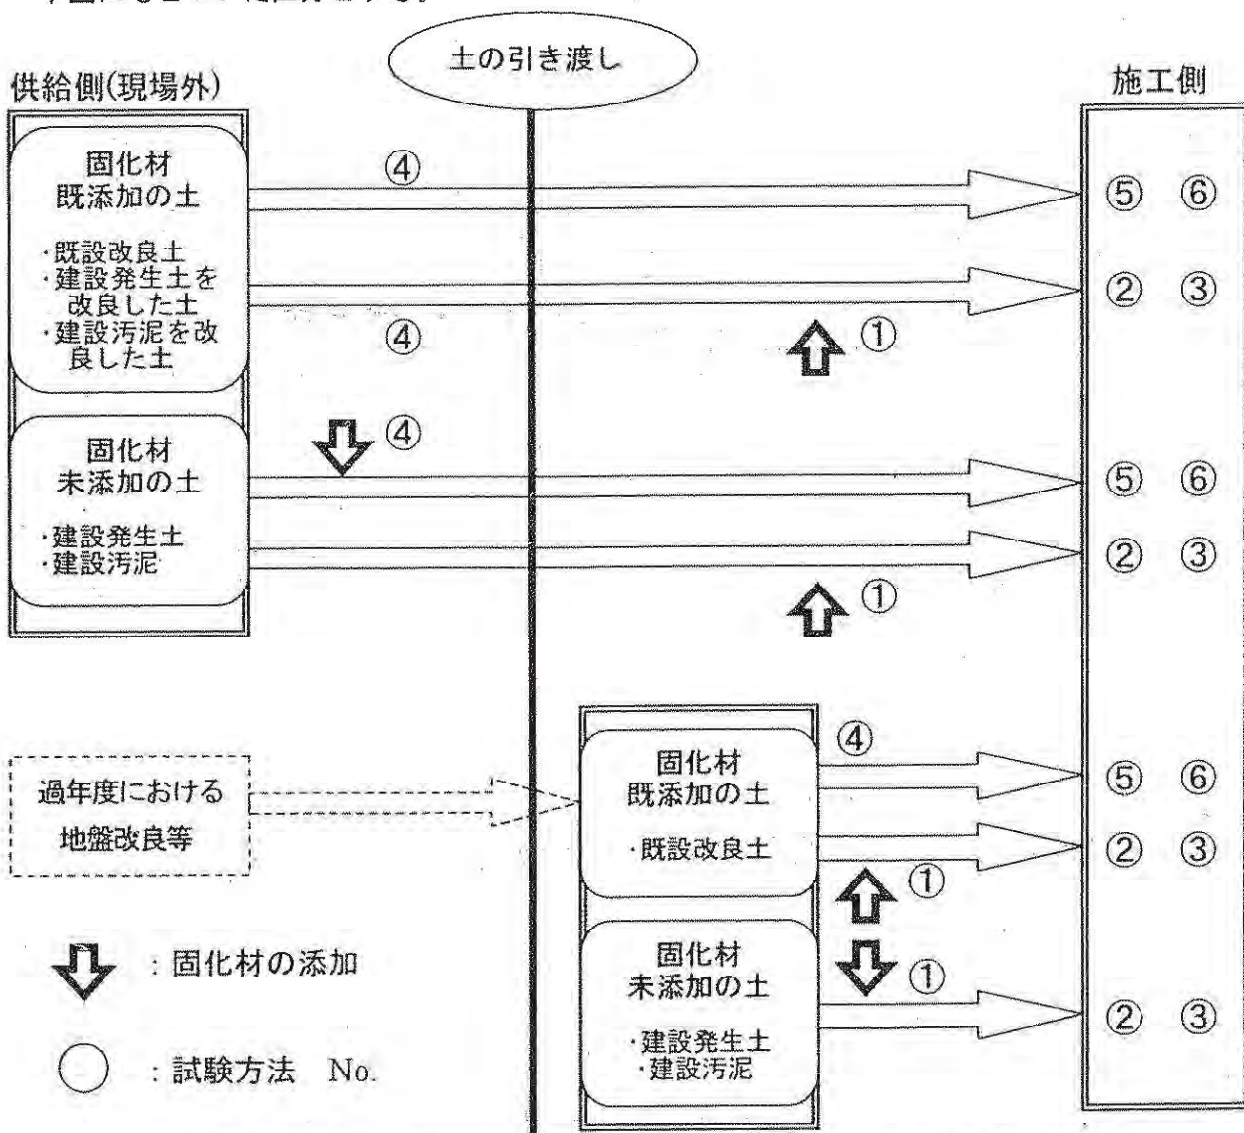 土の引き渡し
供給側(現場外)
施工側
固化材
既添加の土
・既設改良土
・建設発生土を
改良した土
・建設汚泥を改
良した土
④
⑤ ⑥
④
①
② ③
固化材
未添加の土
・建設発生土
・建設汚泥
④
⑤ ⑥
①
② ③
過年度における
地盤改良等
固化材
既添加の土
・既設改良土
④
⑤ ⑥
①
② ③
固化材
未添加の土
・建設発生土
・建設汚泥
①
② ③
：固化材の添加
：試験方法 No.